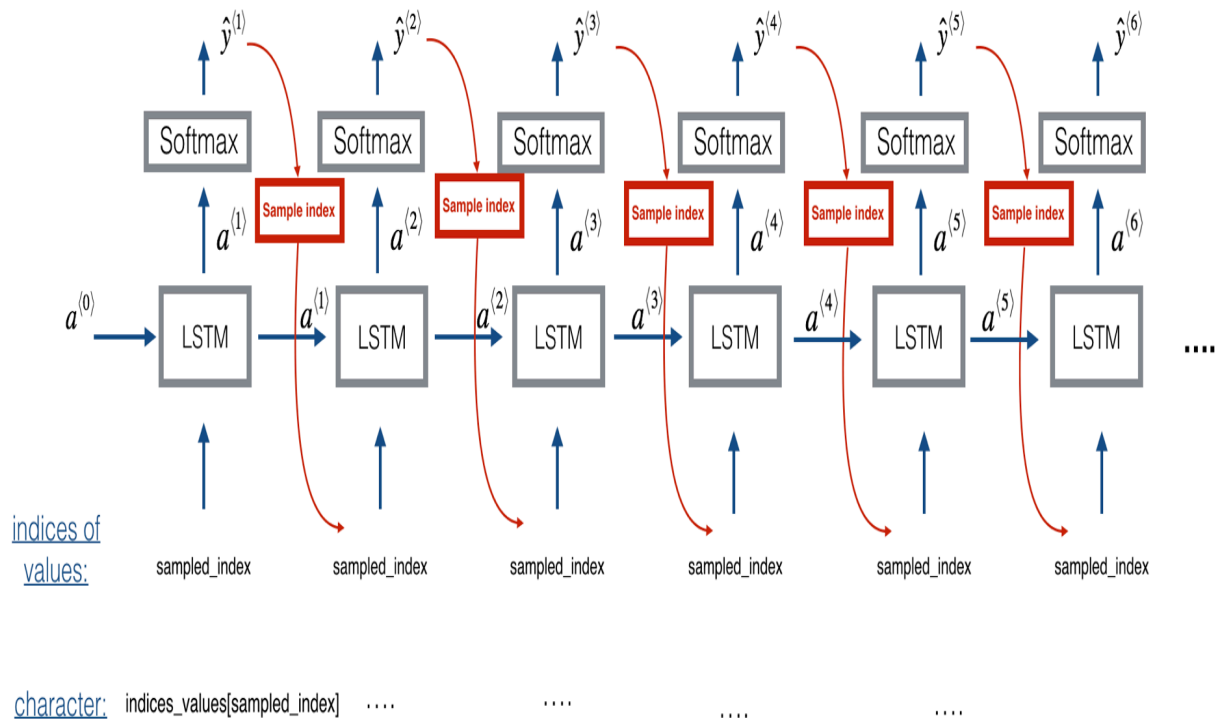 ŷ⟨1⟩ ŷ⟨2⟩ ŷ⟨3⟩ ŷ⟨4⟩ ŷ⟨5⟩ ŷ⟨6⟩
Softmax Softmax Softmax Softmax Softmax Softmax
Sample index Sample index Sample index Sample index Sample index
a⟨1⟩ a⟨2⟩ a⟨3⟩ a⟨4⟩ a⟨5⟩ a⟨6⟩
a⟨0⟩ a⟨1⟩ a⟨2⟩ a⟨3⟩ a⟨4⟩ a⟨5⟩
LSTM LSTM LSTM LSTM LSTM LSTM ....
indices of
values: sampled_index sampled_index sampled_index sampled_index sampled_index sampled_index
character: indices_values[sampled_index] .... .... .... ....